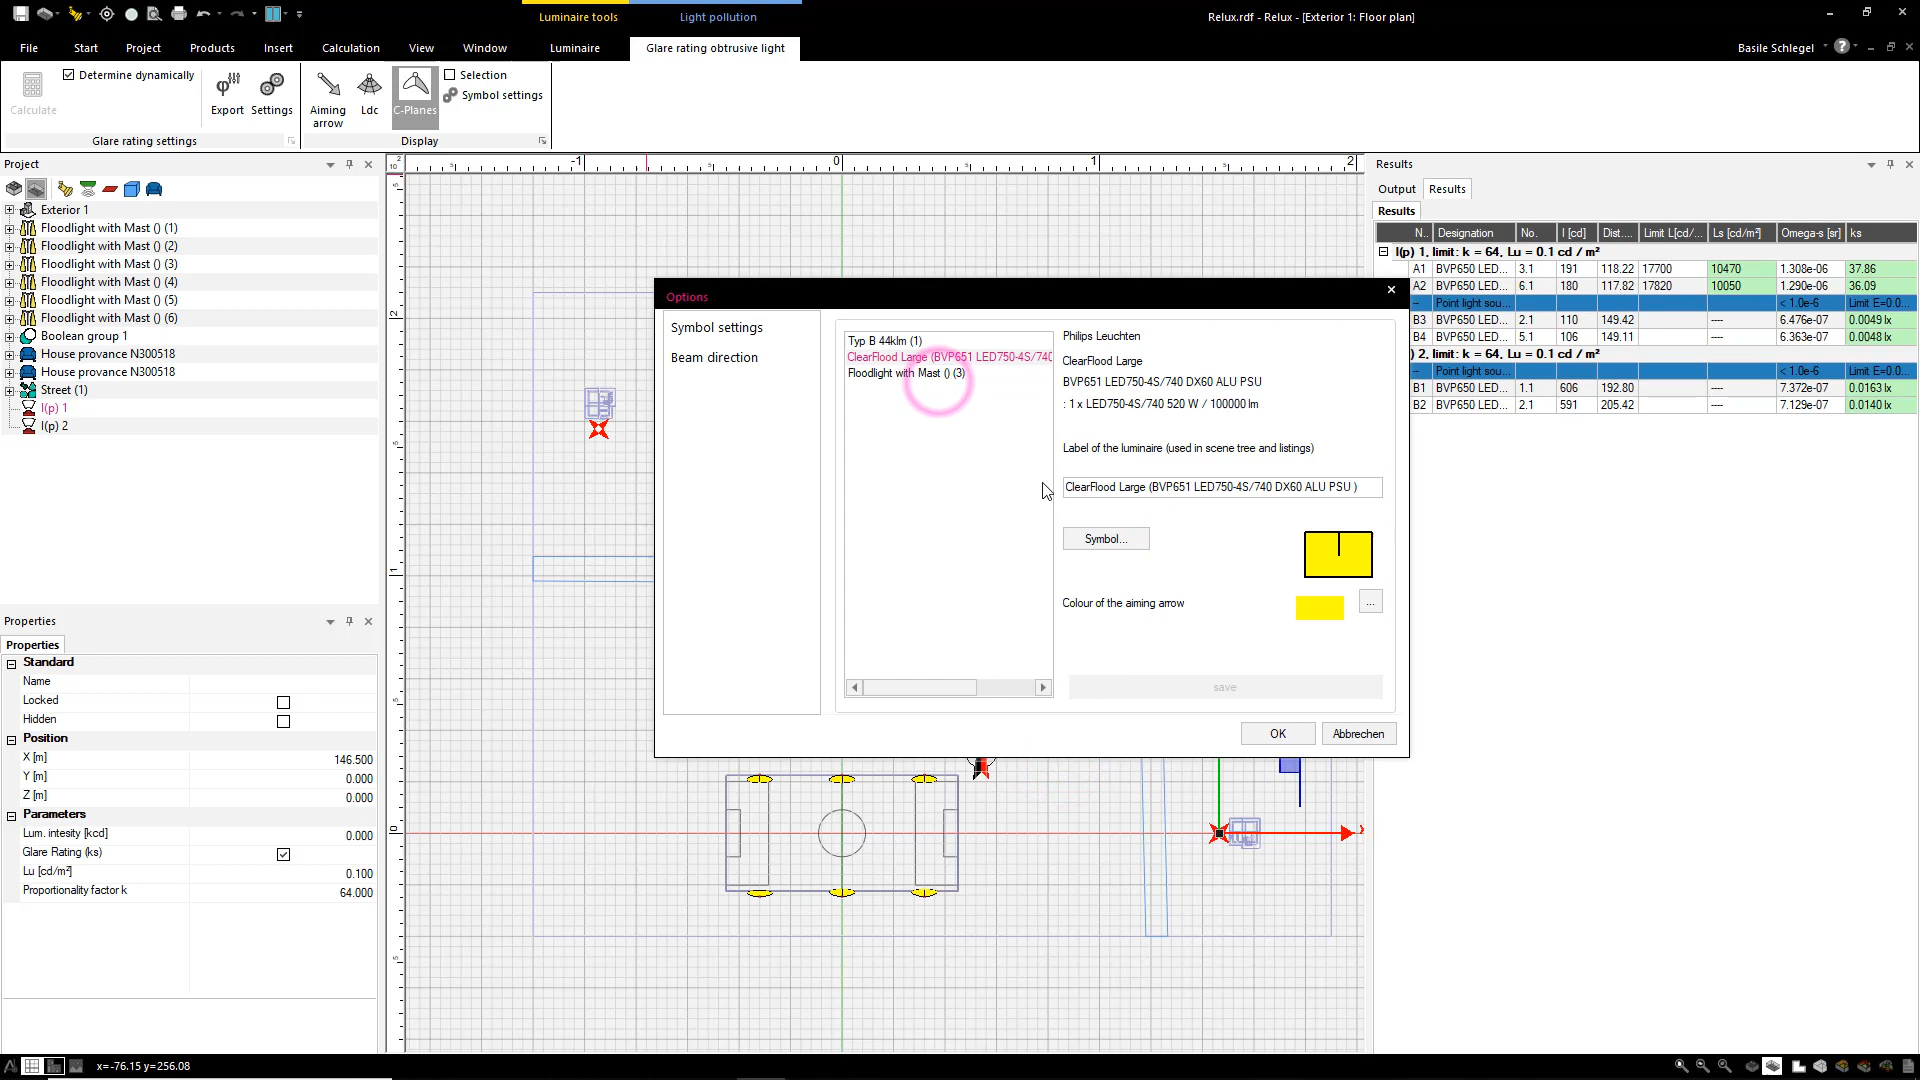 Luminaire tools
Light pollution
Relux.rdf - Relux - [Exterior 1: Floor plan]
File
Start
Project
Products
Insert
Calculation
View
Window
Luminaire
Glare rating obtrusive light
Basile Schlegel
Calculate
Determine dynamically
Export
Settings
Aiming
arrow
Ldc
C-Planes
Selection
Symbol settings
Glare rating settings
Display
Project
Exterior 1
Floodlight with Mast () (1)
Floodlight with Mast () (2)
Floodlight with Mast () (3)
Floodlight with Mast () (4)
Floodlight with Mast () (5)
Floodlight with Mast () (6)
Boolean group 1
House provance N300518
House provance N300518
Street (1)
I(p) 1
I(p) 2
Properties
Properties
Standard
Name
Locked
Hidden
Position
X [m] 146.500
Y [m] 0.000
Z [m] 0.000
Parameters
Lum. intesity [kcd] 0.000
Glare Rating (ks)
Lu [cd/m²] 0.100
Proportionality factor k 64.000
-1 0 1 2
2
1
0
Options
Symbol settings
Beam direction
Typ B 44klm (1)
ClearFlood Large (BVP651 LED750-4S/740
Floodlight with Mast () (3)
Philips Leuchten
ClearFlood Large
BVP651 LED750-4S/740 DX60 ALU PSU
: 1 x LED750-4S/740 520 W / 100000 lm
Label of the luminaire (used in scene tree and listings)
ClearFlood Large (BVP651 LED750-4S/740 DX60 ALU PSU )
Symbol...
Colour of the aiming arrow
...
save
OK
Abbrechen
Results
Output
Results
Results
N.. Designation No. I [cd] Dist.... Limit L[cd/... Ls [cd/m²] Omega-s [sr] ks
I(p) 1, limit: k = 64, Lu = 0.1 cd / m²
A1 BVP650 LED... 3.1 191 118.22 17700 10470 1.308e-06 37.86
A2 BVP650 LED... 6.1 180 117.82 17820 10050 1.290e-06 36.09
-- Point light sou... < 1.0e-6 Limit E=0.0...
B3 BVP650 LED... 2.1 110 149.42 ---- 6.476e-07 0.0049 lx
B4 BVP650 LED... 5.1 106 149.11 ---- 6.363e-07 0.0048 lx
) 2, limit: k = 64, Lu = 0.1 cd / m²
Point light sou... < 1.0e-6 Limit E=0.0...
B1 BVP650 LED... 1.1 606 192.80 ---- 7.372e-07 0.0163 lx
B2 BVP650 LED... 2.1 591 205.42 ---- 7.129e-07 0.0140 lx
x=-76.15 y=256.08